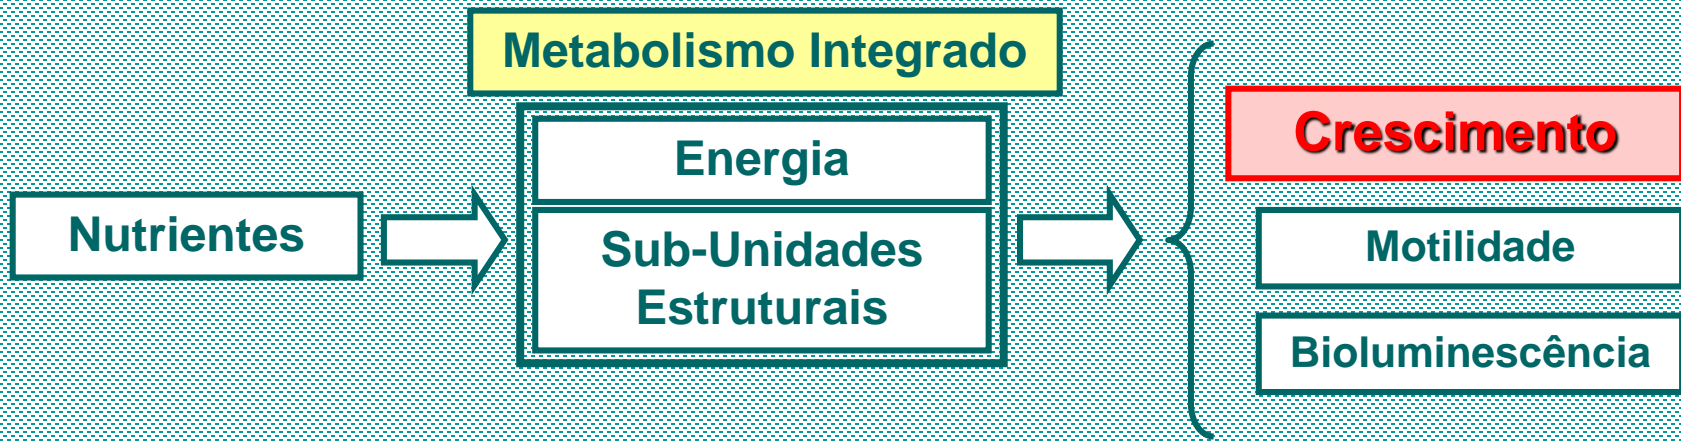 Metabolismo Integrado
Nutrientes
Energia
Sub-Unidades
Estruturais
Crescimento
Motilidade
Bioluminescência